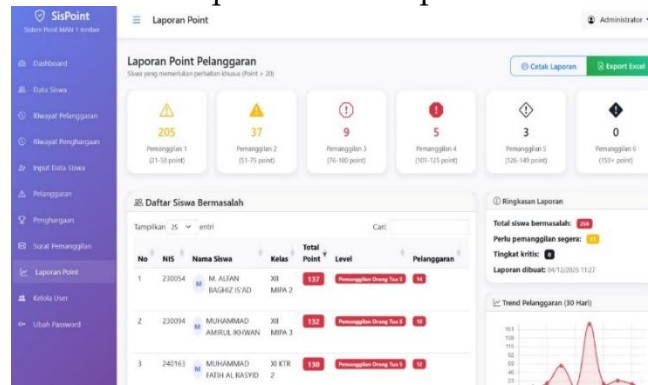 SisPoint
Sistem Point MAN 1 Jember
Laporan Point
Administrator
Dashboard
Data Siswa
Riwayat Pelanggaran
Riwayat Penghargaan
Input Data Siswa
Pelanggaran
Penghargaan
Surat Pemanggilan
Laporan Point
Kelola User
Ubah Password
Laporan Point Pelanggaran
Siswa yang memerlukan perhatian khusus (Point > 20)
Cetak Laporan
Export Excel
205
Pemanggilan 1
(21-50 point)
37
Pemanggilan 2
(51-75 point)
9
Pemanggilan 3
(76-100 point)
5
Pemanggilan 4
(101-125 point)
3
Pemanggilan 5
(126-149 point)
0
Pemanggilan 6
(150+ point)
Daftar Siswa Bermasalah
Tampilkan 25 entri
Cari:
No NIS Nama Siswa Kelas Total Point Level Pelanggaran
1 230054 M M. ALFAN BAGHIZ IS'AD XII MIPA 2 137 Pemanggilan Orang Tua 5 14
2 230094 M MUHAMMAD AMIRUL IKHWAN XII MIPA 3 132 Pemanggilan Orang Tua 5 10
3 240163 M MUHAMMAD FATIH AL RASYID XI KTR 2 130 Pemanggilan Orang Tua 5 12
Ringkasan Laporan
Total siswa bermasalah: 259
Perlu pemanggilan segera:
Tingkat kritis: 8
Laporan dibuat: 04/12/2025 11:27
Trend Pelanggaran (30 Hari)